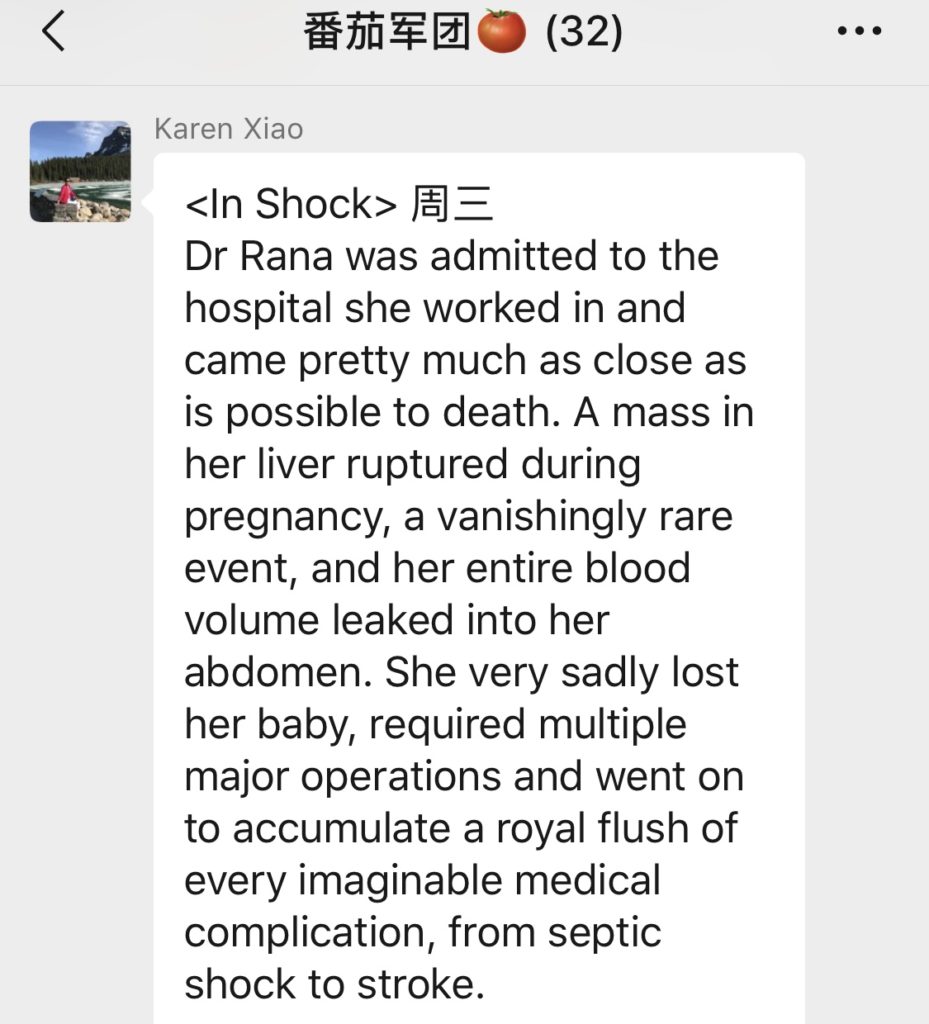 番茄军团🍅 (32)
Karen Xiao
<In Shock> 周三
Dr Rana was admitted to the
hospital she worked in and
came pretty much as close as
is possible to death. A mass in
her liver ruptured during
pregnancy, a vanishingly rare
event, and her entire blood
volume leaked into her
abdomen. She very sadly lost
her baby, required multiple
major operations and went on
to accumulate a royal flush of
every imaginable medical
complication, from septic
shock to stroke.